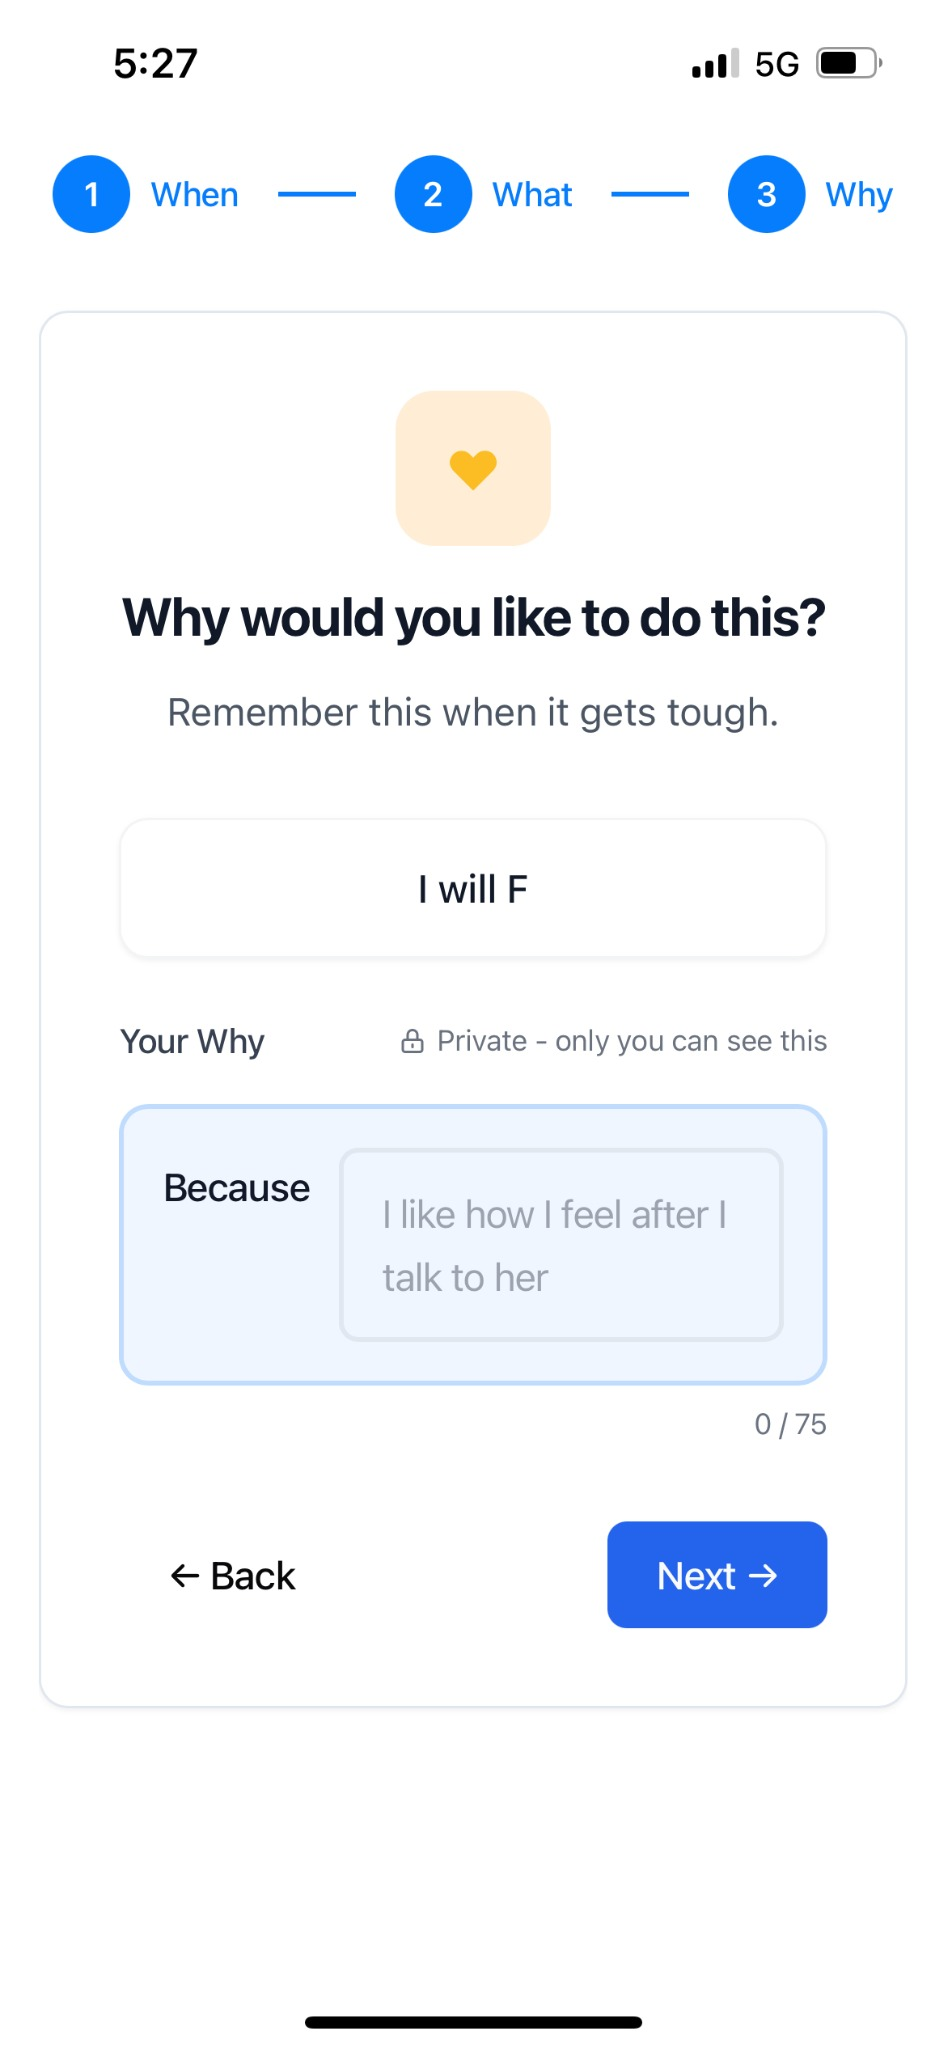 5:27 5G
1 When 2 What 3 Why
Why would you like to do this?
Remember this when it gets tough.
I will F
Your Why Private - only you can see this
Because I like how I feel after I
talk to her
0 / 75
← Back Next →